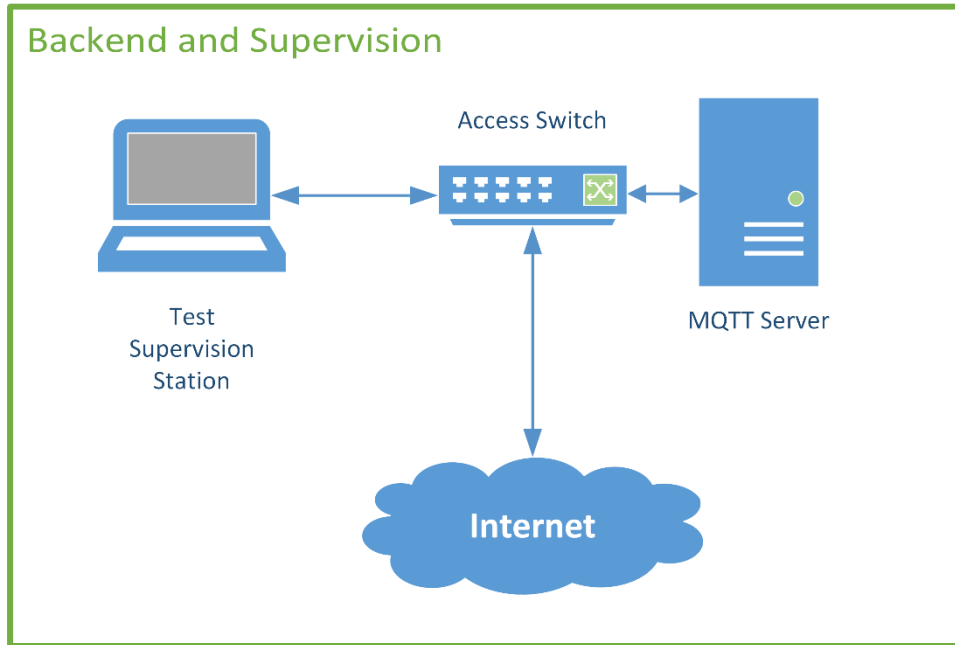 Backend and Supervision
Access Switch
Test
Supervision
Station
MQTT Server
Internet